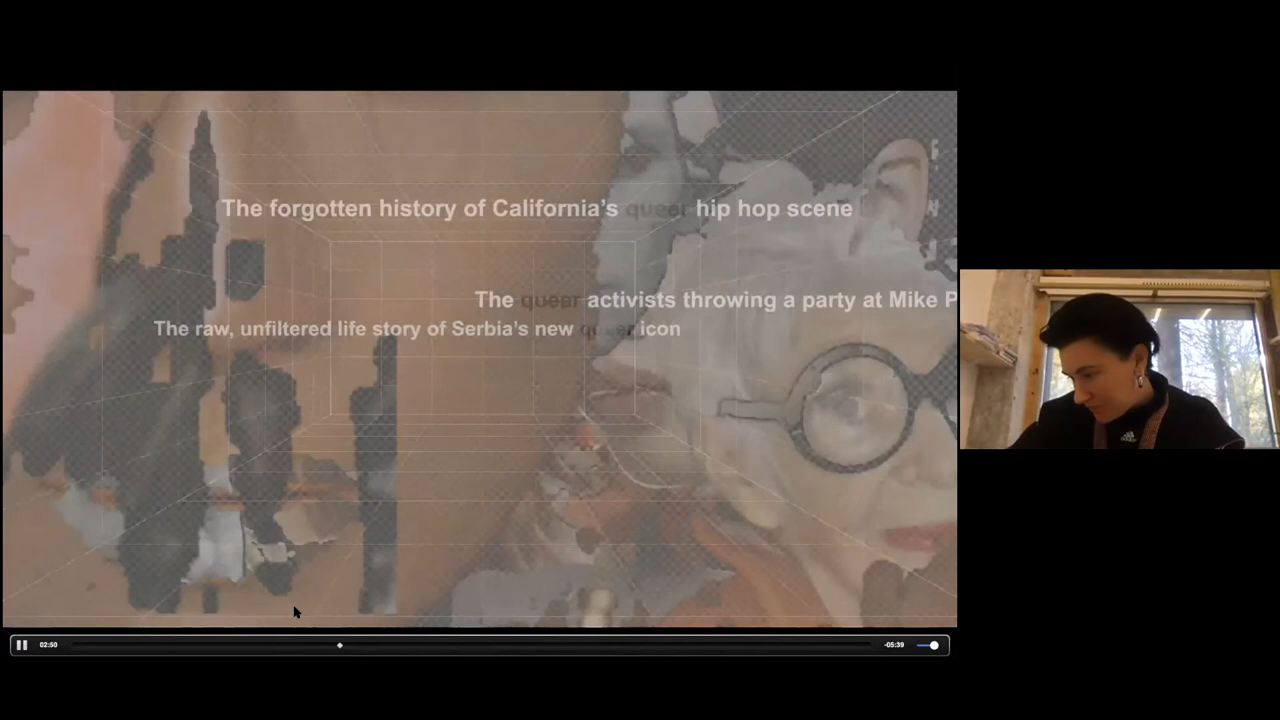 The forgotten history of California's queer hip hop scene
The queer activists throwing a party at Mike P
The raw, unfiltered life story of Serbia's new queer icon
02:50
-05:39
adidas